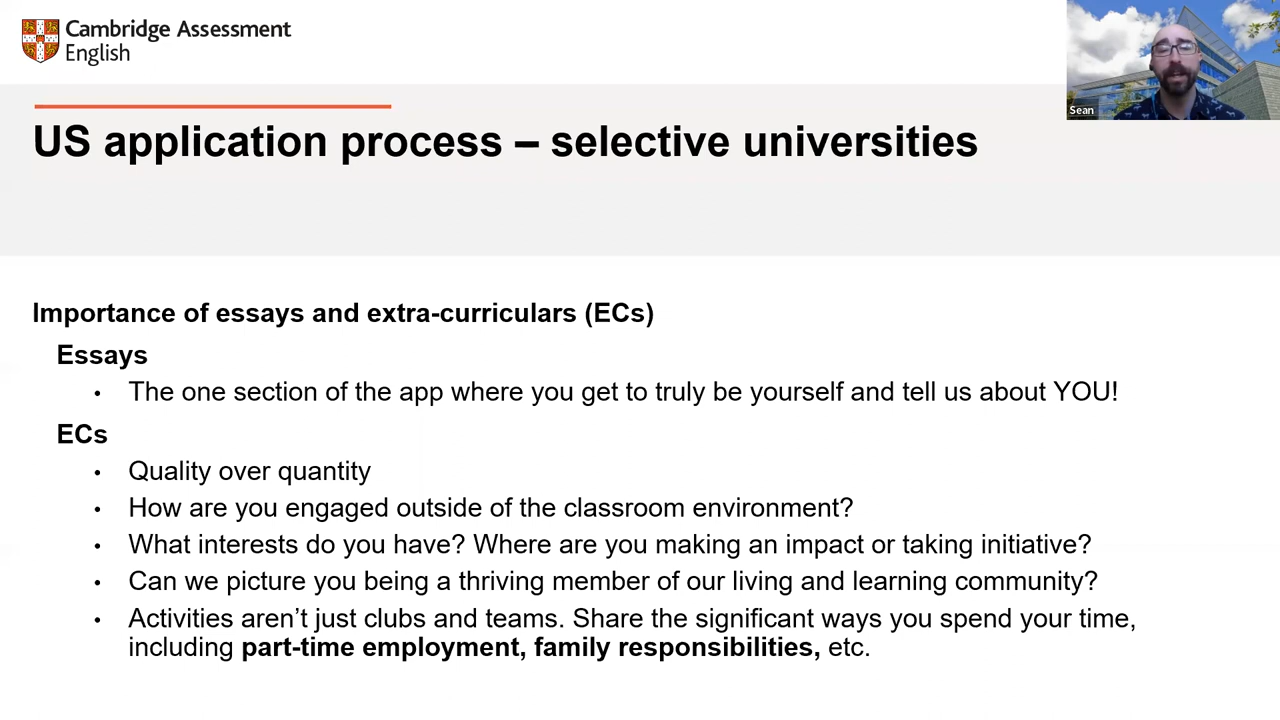 Cambridge Assessment
English
Sean
US application process – selective universities
Importance of essays and extra-curriculars (ECs)
Essays
• The one section of the app where you get to truly be yourself and tell us about YOU!
ECs
• Quality over quantity
• How are you engaged outside of the classroom environment?
• What interests do you have? Where are you making an impact or taking initiative?
• Can we picture you being a thriving member of our living and learning community?
• Activities aren’t just clubs and teams. Share the significant ways you spend your time,
including part-time employment, family responsibilities, etc.